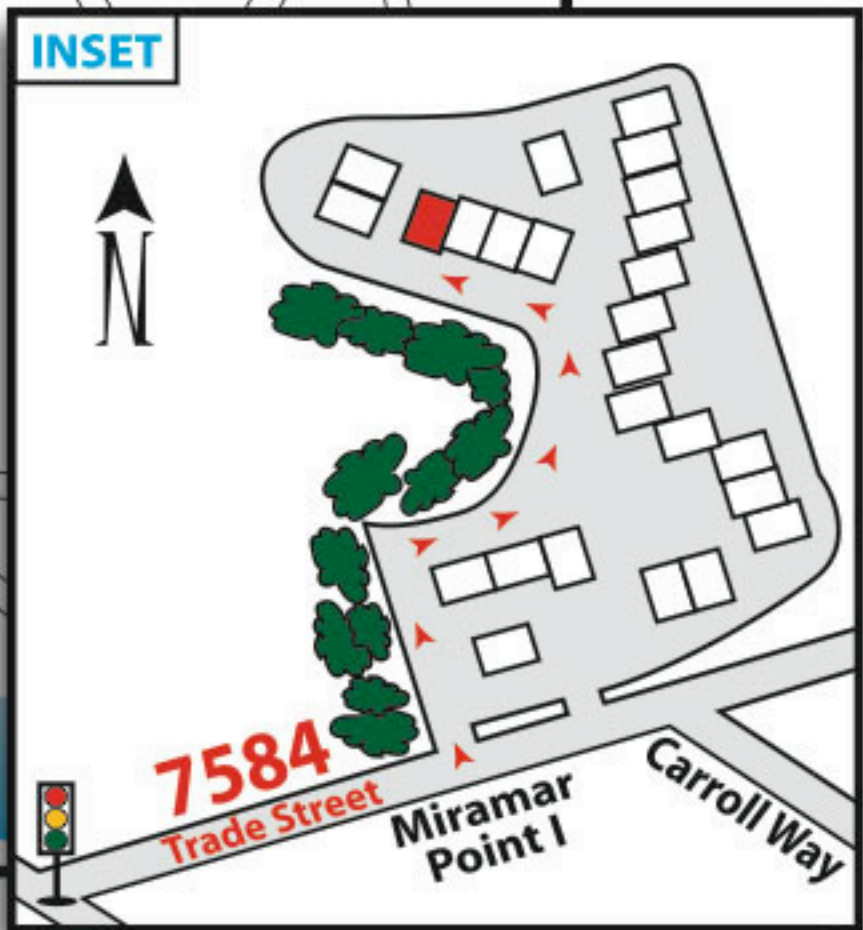 INSET
N
7584
Trade Street
Miramar
Point I
Carroll Way